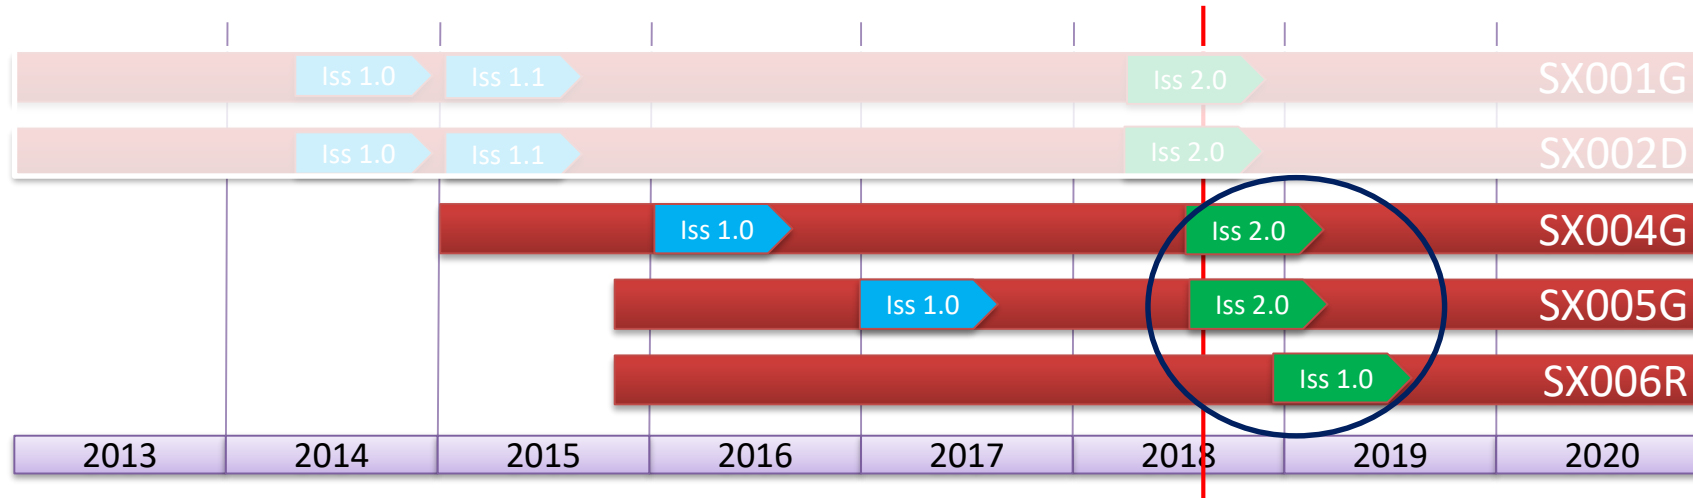 Iss 1.0 Iss 1.1 Iss 2.0 SX001G
Iss 1.0 Iss 1.1 Iss 2.0 SX002D
Iss 1.0 Iss 2.0 SX004G
Iss 1.0 Iss 2.0 SX005G
Iss 1.0 SX006R
2013 2014 2015 2016 2017 2018 2019 2020